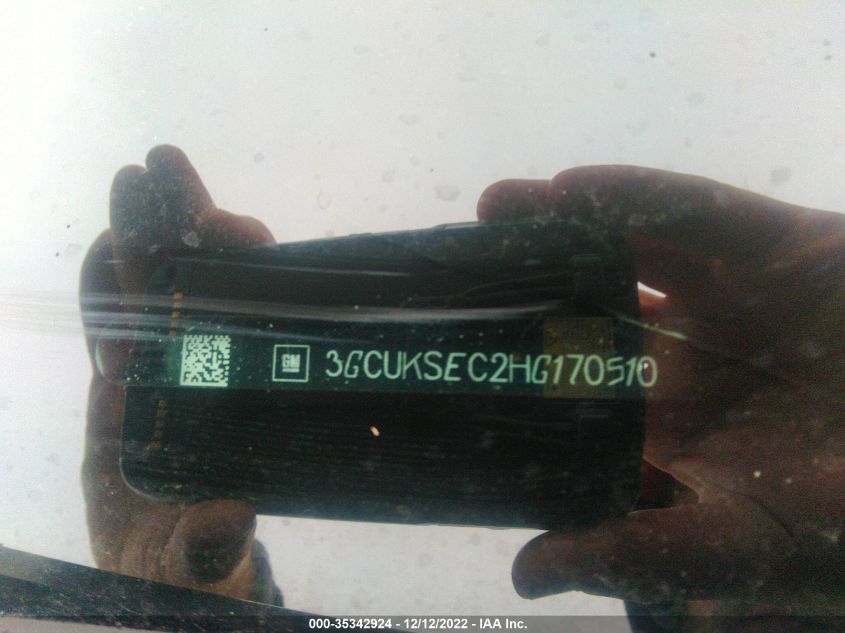 GM 3GCUKSEC2HG170510
000-35342924 - 12/12/2022 - IAA Inc.